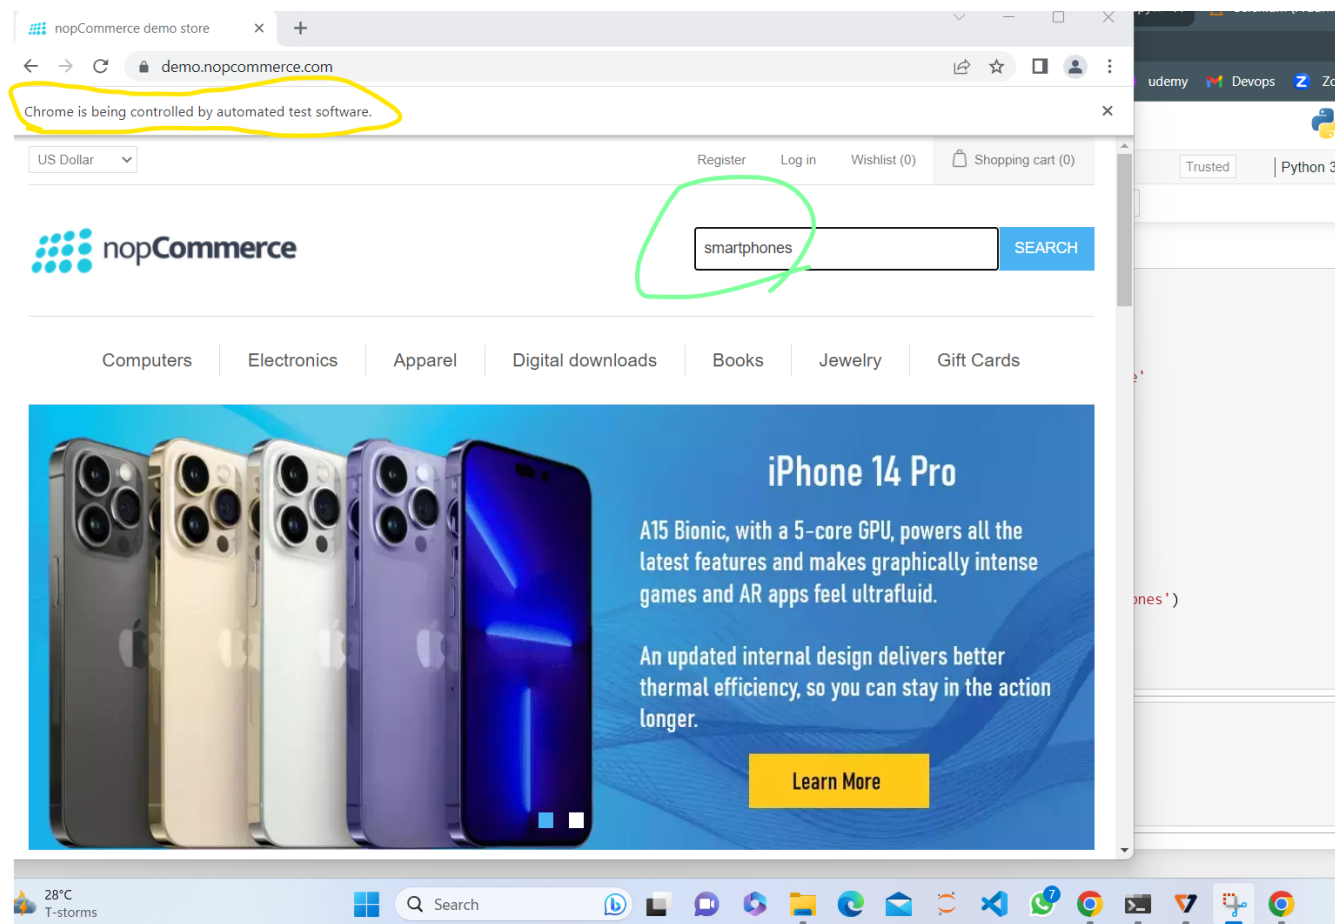 nopCommerce demo store
demo.nopcommerce.com
udemy
Devops
Chrome is being controlled by automated test software.
US Dollar
Register Log in Wishlist (0) Shopping cart (0)
Trusted
Python 3
nopCommerce
smartphones
SEARCH
Computers Electronics Apparel Digital downloads Books Jewelry Gift Cards
iPhone 14 Pro
A15 Bionic, with a 5-core GPU, powers all the
latest features and makes graphically intense
games and AR apps feel ultrafluid.
ones')
An updated internal design delivers better
thermal efficiency, so you can stay in the action
longer.
Learn More
28°C
T-storms
Search
7